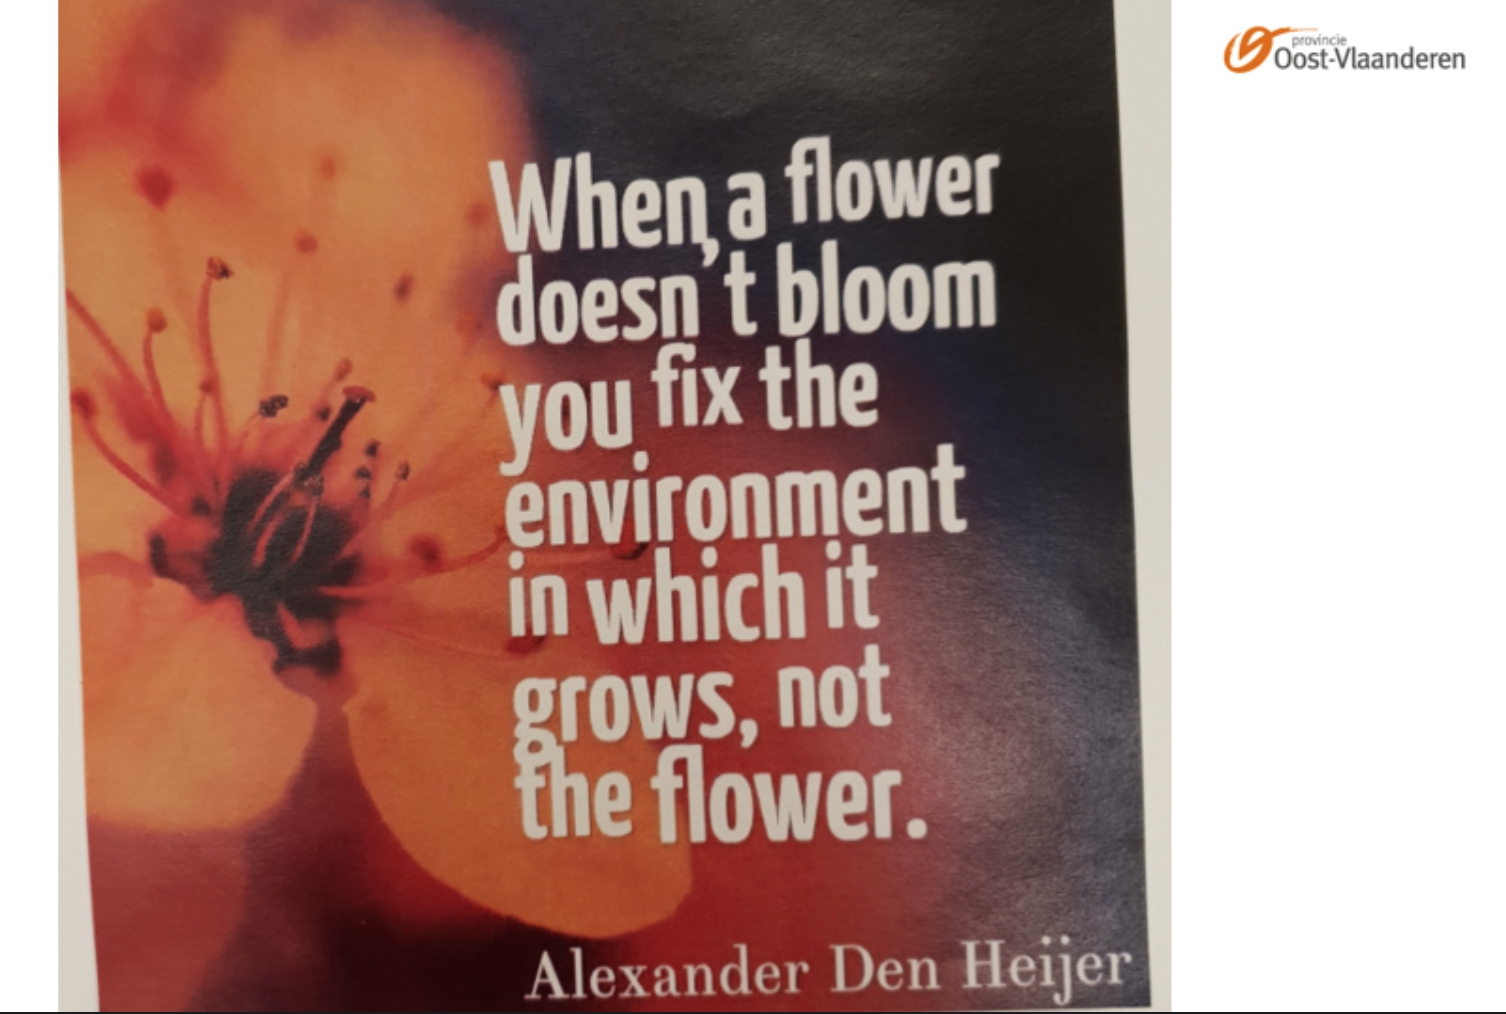 When a flower
doesn't bloom
you fix the
environment
in which it
grows, not
the flower.
Alexander Den Heijer
provincie
Oost-Vlaanderen